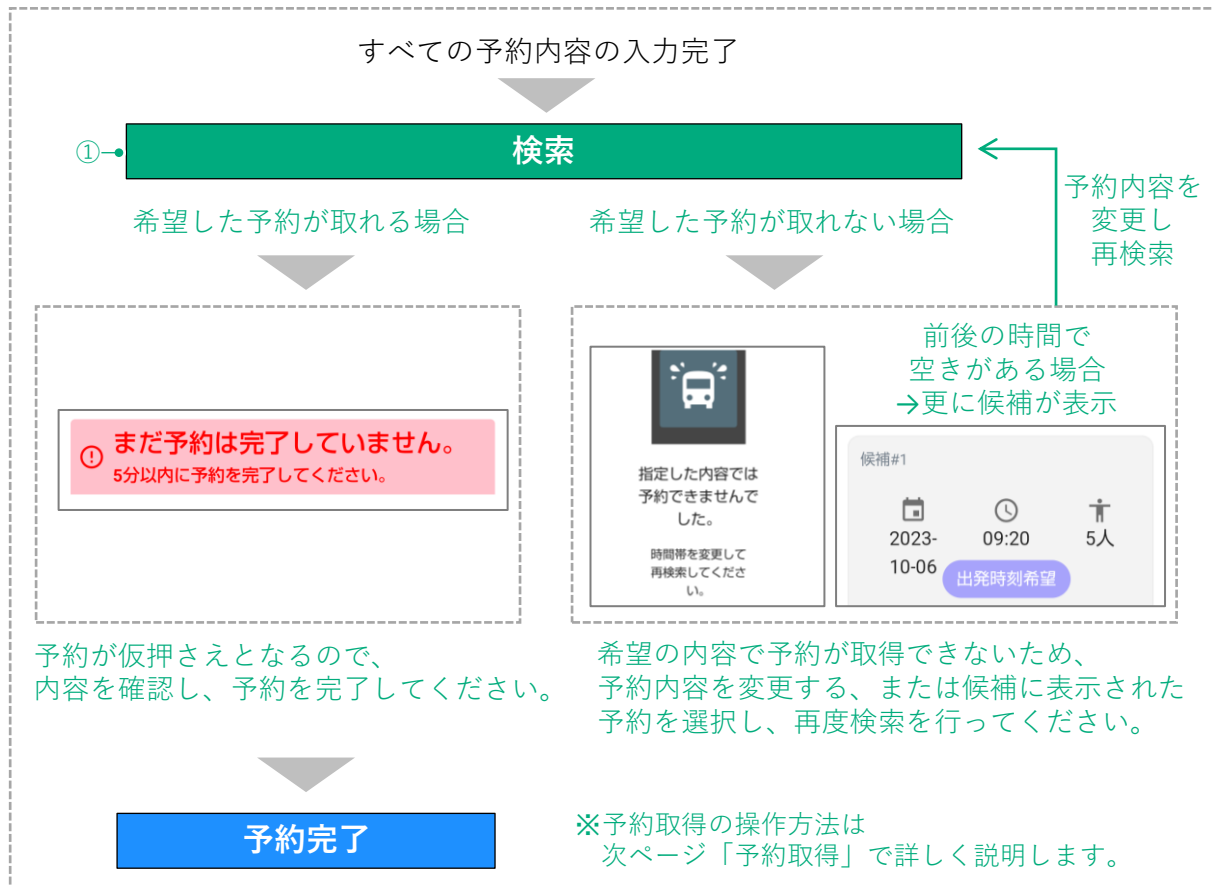 すべての予約内容の入力完了
①
検索
予約内容を
変更し
再検索
希望した予約が取れる場合
希望した予約が取れない場合
まだ予約は完了していません。
5分以内に予約を完了してください。
指定した内容では
予約できませんで
した。
時間帯を変更して
再検索してくださ
い。
前後の時間で
空きがある場合
→更に候補が表示
候補#1
2023-
10-06
09:20
5人
出発時刻希望
予約が仮押さえとなるので、
内容を確認し、予約を完了してください。
希望の内容で予約が取得できないため、
予約内容を変更する、または候補に表示された
予約を選択し、再度検索を行ってください。
予約完了
※予約取得の操作方法は
次ページ「予約取得」で詳しく説明します。